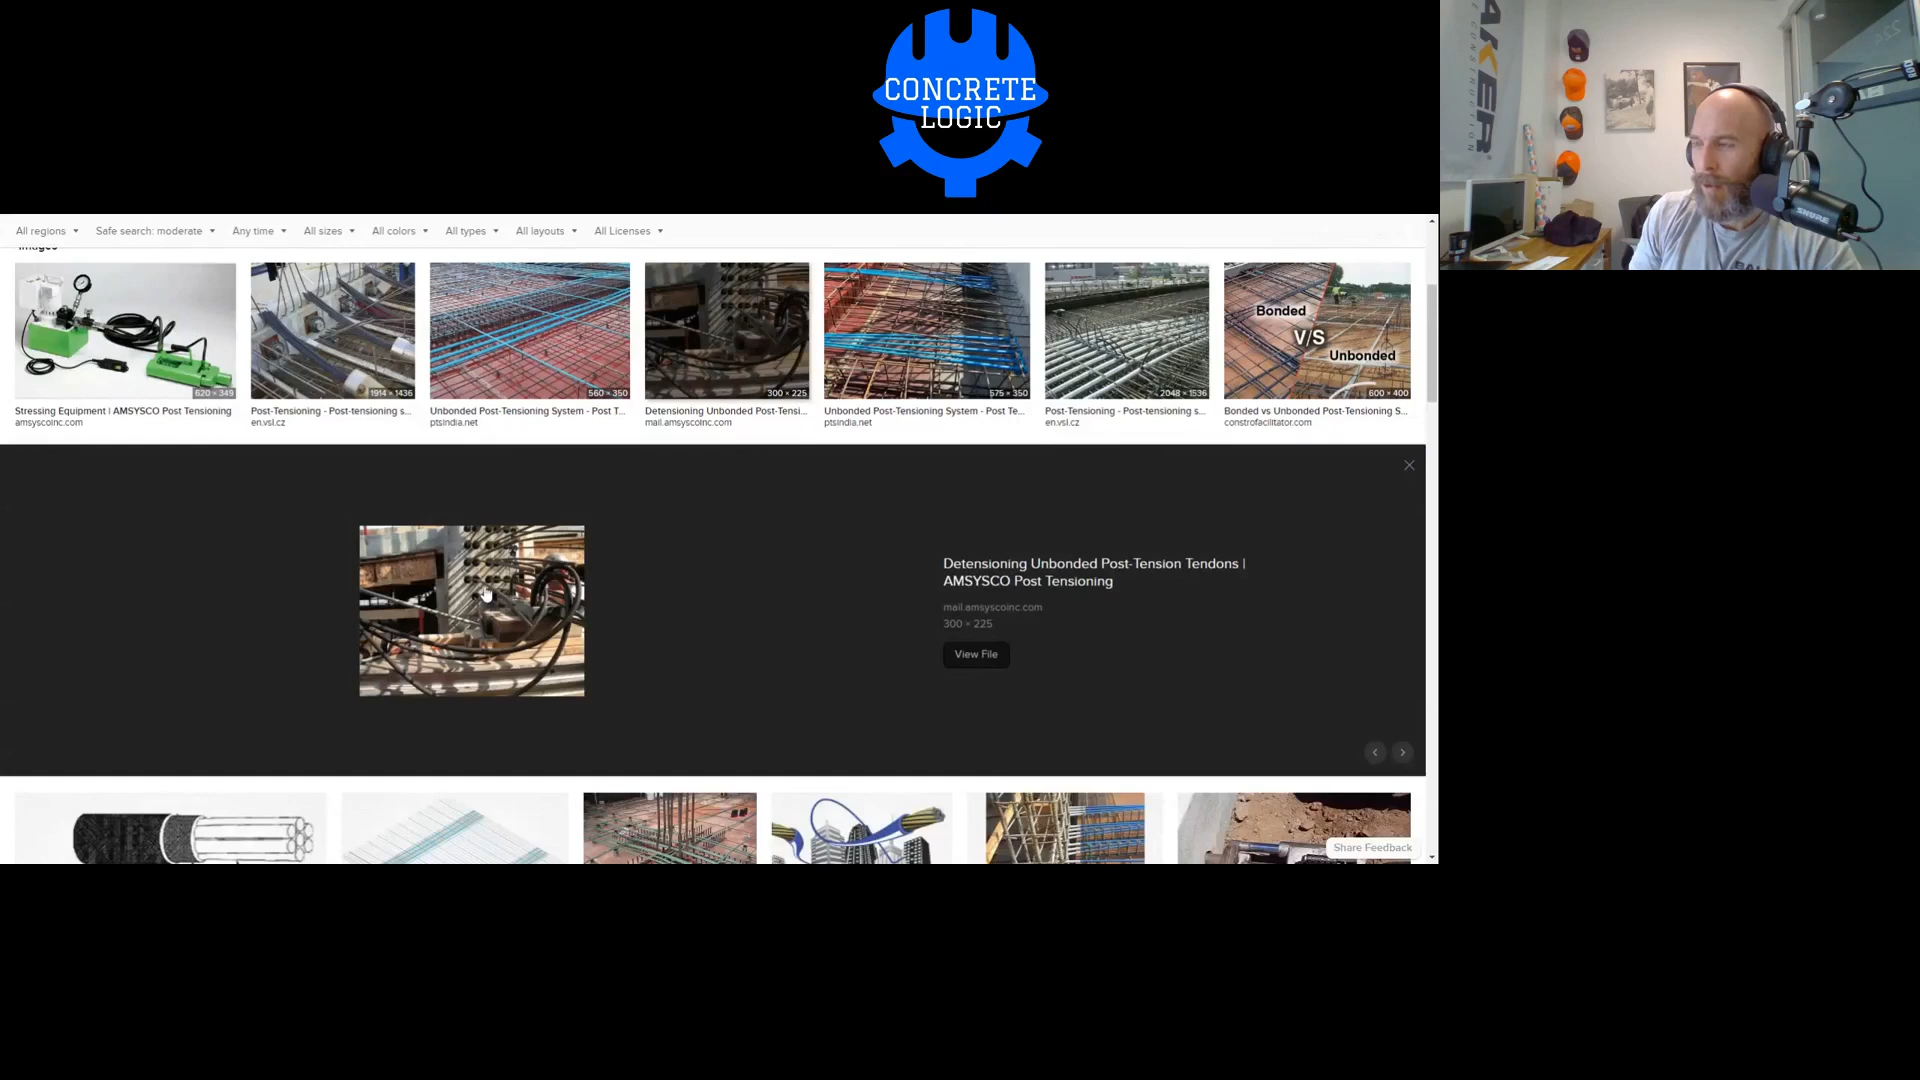 CONCRETE
LOGIC
AKER
CONSTRUCTION
SHURE
All regions
Safe search: moderate
Any time
All sizes
All colors
All types
All layouts
All Licenses
Images
620 × 349
1914 × 1436
560 × 350
300 × 225
575 × 350
2048 × 1536
Bonded
V/S
Unbonded
600 × 400
Stressing Equipment | AMSYSCO Post Tensioning
amsyscoinc.com
Post-Tensioning - Post-tensioning s...
en.vsl.cz
Unbonded Post-Tensioning System - Post T...
ptsindia.net
Detensioning Unbonded Post-Tensi...
mail.amsyscoinc.com
Unbonded Post-Tensioning System - Post Te...
ptsindia.net
Post-Tensioning - Post-tensioning s...
en.vsl.cz
Bonded vs Unbonded Post-Tensioning S...
constrofacilitator.com
Detensioning Unbonded Post-Tension Tendons |
AMSYSCO Post Tensioning
mail.amsyscoinc.com
300 × 225
View File
Share Feedback